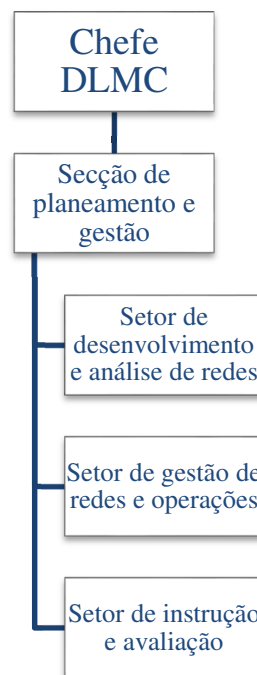 Chefe
DLMC
Secção de
planeamento e
gestão
Setor de
desenvolvimento
e análise de redes
Setor de gestão de
redes e operações
Setor de instrução
e avaliação